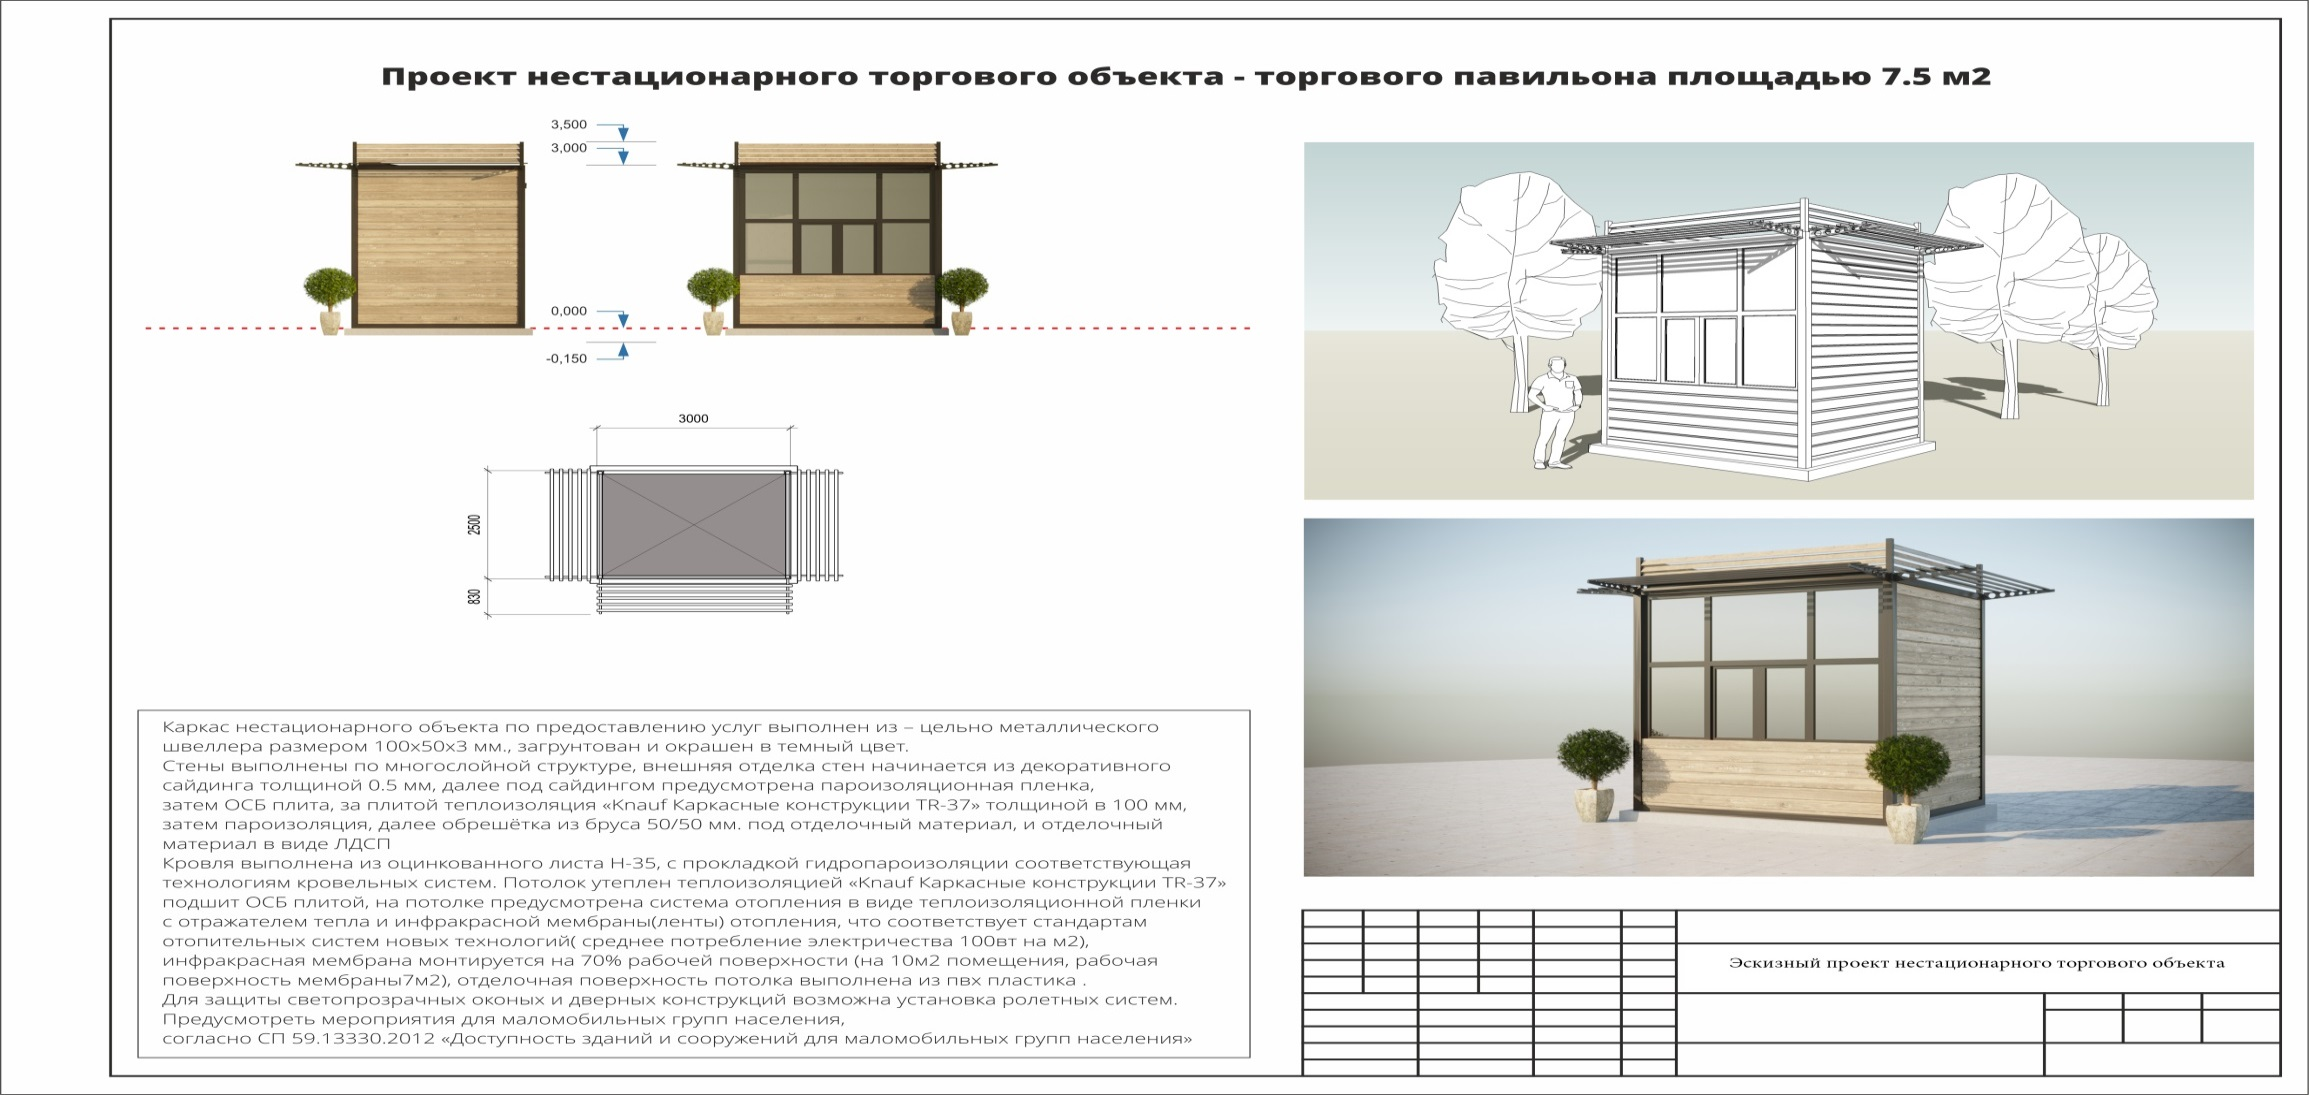 Проект нестационарного торгового объекта - торгового павильона площадью 7.5 м2
3,500
3,000
0,000
-0,150
3000
2500
830
Каркас нестационарного объекта по предоставлению услуг выполнен из – цельно металлического
швеллера размером 100х50х3 мм., загрунтован и окрашен в темный цвет.
Стены выполнены по многослойной структуре, внешняя отделка стен начинается из декоративного
сайдинга толщиной 0.5 мм, далее под сайдингом предусмотрена пароизоляционная пленка,
затем ОСБ плита, за плитой теплоизоляция «Knauf Каркасные конструкции TR-37» толщиной в 100 мм,
затем пароизоляция, далее обрешётка из бруса 50/50 мм. под отделочный материал, и отделочный
материал в виде ЛДСП
Кровля выполнена из оцинкованного листа Н-35, с прокладкой гидропароизоляции соответствующая
технологиям кровельных систем. Потолок утеплен теплоизоляцией «Knauf Каркасные конструкции TR-37»
подшит ОСБ плитой, на потолке предусмотрена система отопления в виде теплоизоляционной пленки
с отражателем тепла и инфракрасной мембраны(ленты) отопления, что соответствует стандартам
отопительных систем новых технологий( среднее потребление электричества 100вт на м2),
инфракрасная мембрана монтируется на 70% рабочей поверхности (на 10м2 помещения, рабочая
поверхность мембраны7м2), отделочная поверхность потолка выполнена из пвх пластика .
Для защиты светопрозрачных оконых и дверных конструкций возможна установка ролетных систем.
Предусмотреть мероприятия для маломобильных групп населения,
согласно СП 59.13330.2012 «Доступность зданий и сооружений для маломобильных групп населения»
Эскизный проект нестационарного торгового объекта